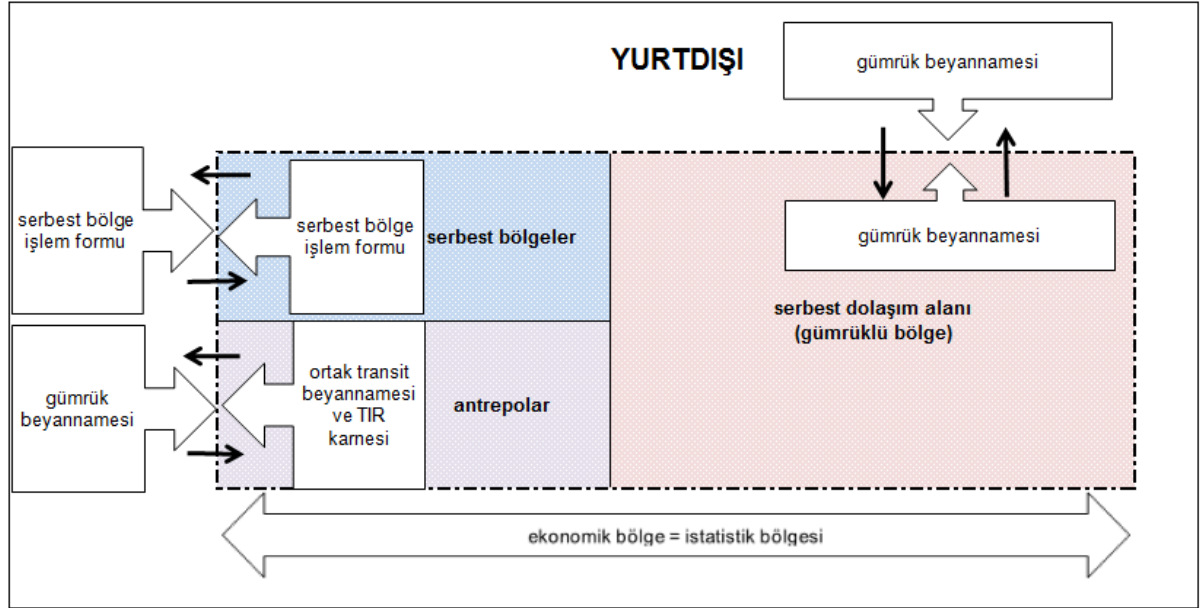 YURTDIŞI
gümrük beyannamesi
serbest bölge
işlem formu
serbest bölge
işlem formu
serbest bölgeler
gümrük beyannamesi
serbest dolaşım alanı
(gümrüklü bölge)
gümrük
beyannamesi
ortak transit
beyannamesi
ve TIR
karnesi
antrepolar
ekonomik bölge = istatistik bölgesi